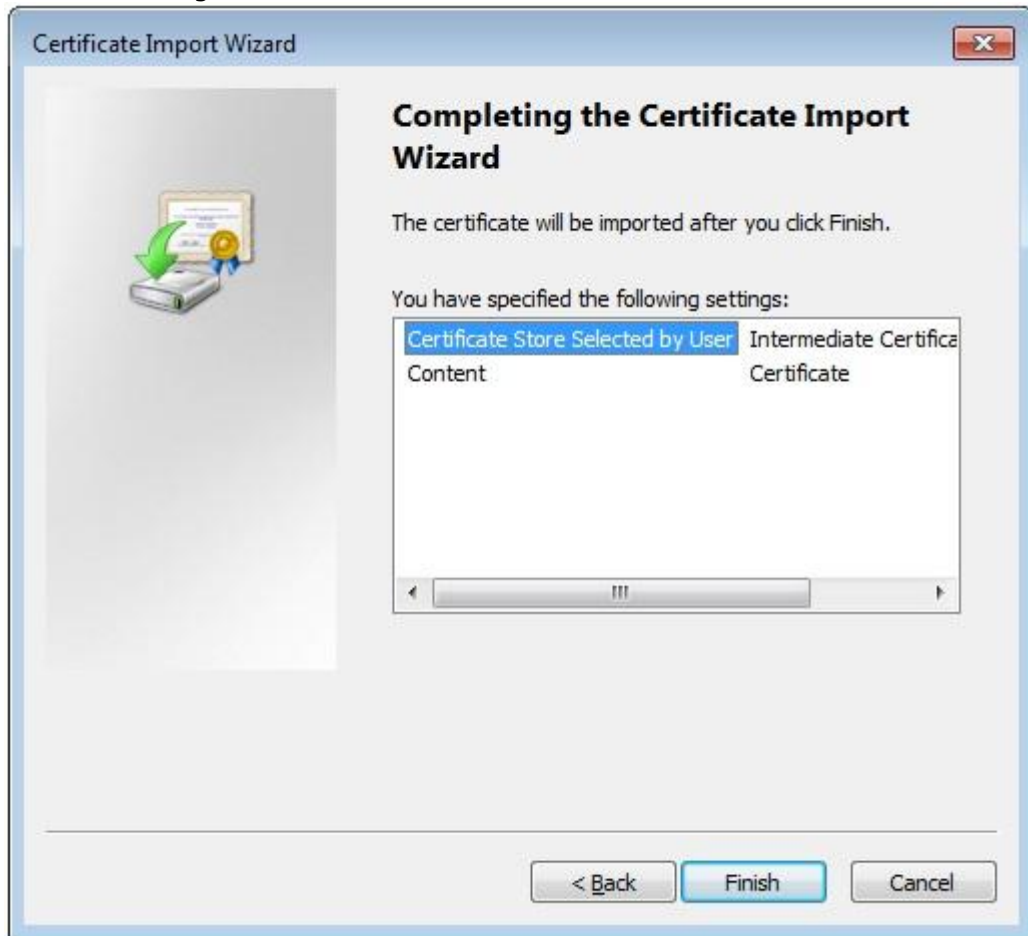 Certificate Import Wizard
Completing the Certificate Import
Wizard
The certificate will be imported after you click Finish.
You have specified the following settings:
Certificate Store Selected by User Intermediate Certifica
Content Certificate
< Back Finish Cancel